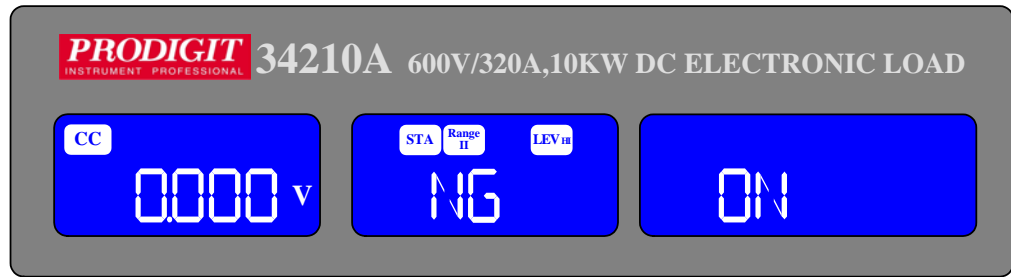 PRODIGIT
INSTRUMENT PROFESSIONAL
34210A 600V/320A,10KW DC ELECTRONIC LOAD
CC
0.000 V
STA Range II LEV HI
NG
ON